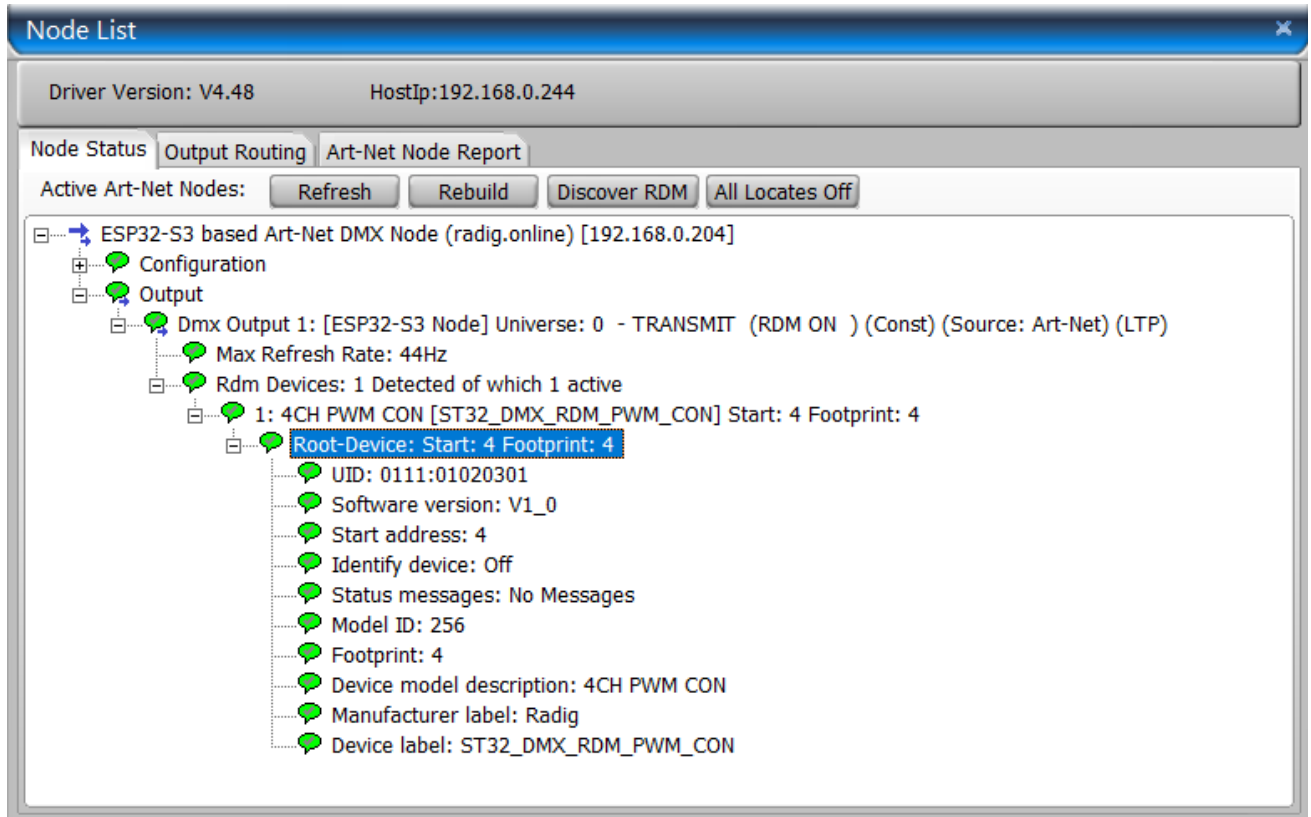 Node List
Driver Version: V4.48 HostIp:192.168.0.244
Node Status Output Routing Art-Net Node Report
Active Art-Net Nodes: Refresh Rebuild Discover RDM All Locates Off
ESP32-S3 based Art-Net DMX Node (radig.online) [192.168.0.204]
Configuration
Output
Dmx Output 1: [ESP32-S3 Node] Universe: 0 - TRANSMIT (RDM ON ) (Const) (Source: Art-Net) (LTP)
Max Refresh Rate: 44Hz
Rdm Devices: 1 Detected of which 1 active
1: 4CH PWM CON [ST32_DMX_RDM_PWM_CON] Start: 4 Footprint: 4
Root-Device: Start: 4 Footprint: 4
UID: 0111:01020301
Software version: V1_0
Start address: 4
Identify device: Off
Status messages: No Messages
Model ID: 256
Footprint: 4
Device model description: 4CH PWM CON
Manufacturer label: Radig
Device label: ST32_DMX_RDM_PWM_CON